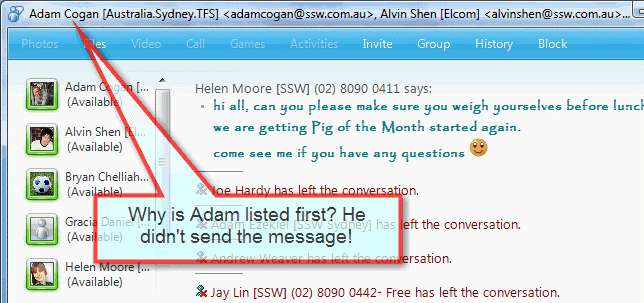 Adam Cogan [Australia.Sydney.TFS] <adamcogan@ssw.com.au>, Alvin Shen [Elcom] <alvinshen@ssw.com.au>...
Photos Files Video Call Games Activities Invite Group History Block
Adam Cogan [...
(Available)
Alvin Shen [E...
(Available)
Bryan Chelliah...
(Available)
Gracia Daniel [...
(Available)
Helen Moore [...
(Available)
Helen Moore [SSW] (02) 8090 0411 says:
hi all, can you please make sure you weigh yourselves before lunc
we are getting Pig of the Month started again.
come see me if you have any questions
Joe Hardy has left the conversation.
Adam Ezekiel [SSW Sydney] has left the conversation.
Andrew Weaver has left the conversation.
Jay Lin [SSW] (02) 8090 0442- Free has left the conversation.
Why is Adam listed first? He
didn't send the message!